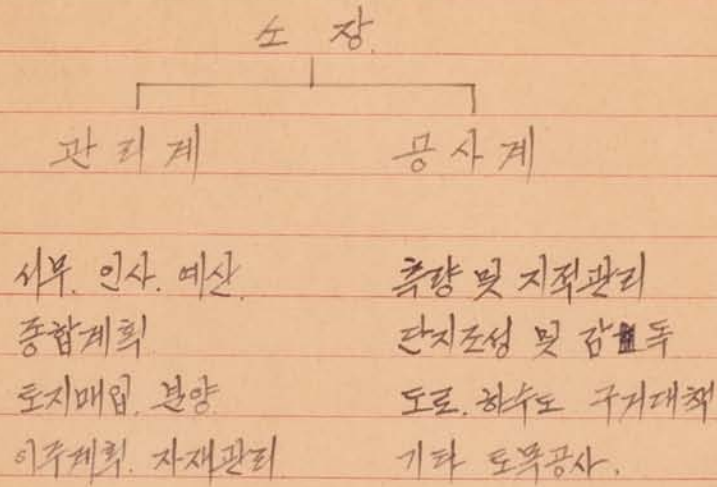 소 장.
관리계
공사계
서무. 인사. 예산.
종합계획
토지매입. 분양
이주계획. 자재관리
측량 및 지적관리
단지조성 및 감독
도로. 하수도 구거대책
기타 토목공사.